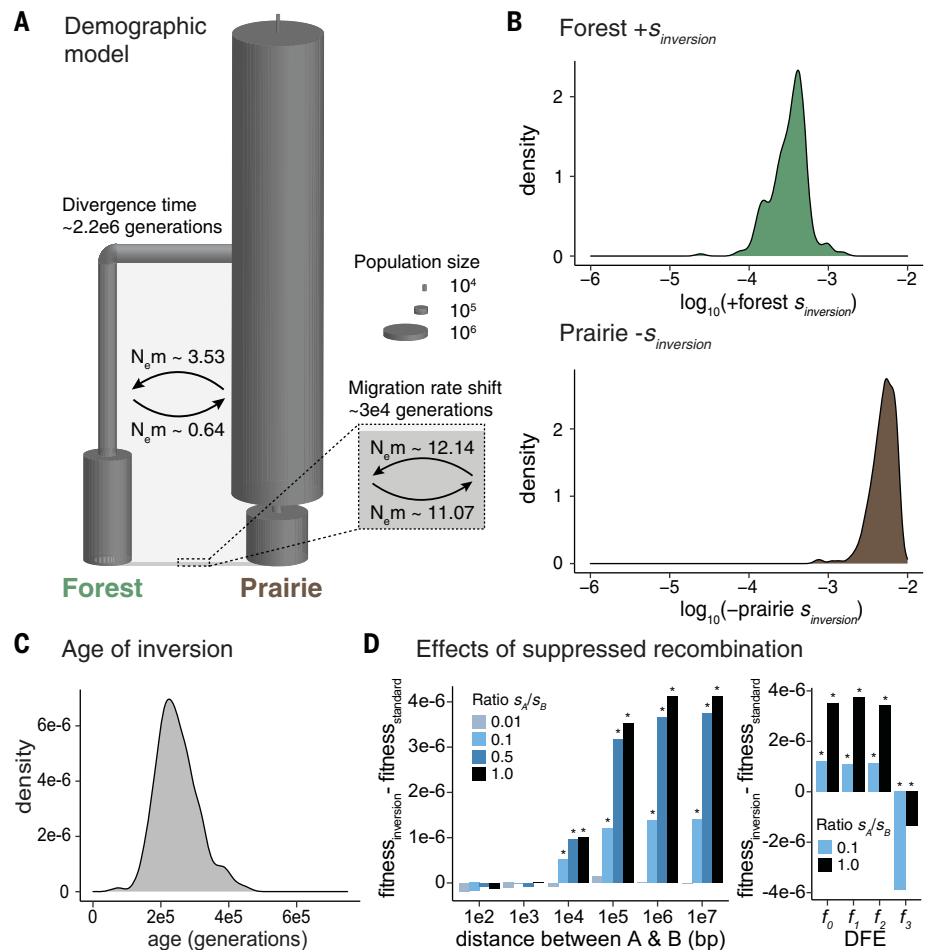 A
Demographic
model
Divergence time
~2.2e6 generations
Population size
10⁴
10⁵
10⁶
Nₑm ~ 3.53
Nₑm ~ 0.64
Migration rate shift
~3e4 generations
Nₑm ~ 12.14
Nₑm ~ 11.07
Forest
Prairie
B
Forest +s_inversion
density
2
1
0
−6 −5 −4 −3 −2
log₁₀(+forest s_inversion)
Prairie -s_inversion
density
2
1
0
−6 −5 −4 −3 −2
log₁₀(−prairie s_inversion)
C
Age of inversion
density
6e-6
4e-6
2e-6
0
0 2e5 4e5 6e5
age (generations)
D
Effects of suppressed recombination
fitness_inversion - fitness_standard
4e-6
3e-6
2e-6
1e-6
0
Ratio s_A/s_B
0.01
0.1
0.5
1.0
* * * * * * * * * * * *
1e2 1e3 1e4 1e5 1e6 1e7
distance between A & B (bp)
fitness_inversion - fitness_standard
4e-6
2e-6
0
-2e-6
-4e-6
* * * * * * * *
Ratio s_A/s_B
0.1
1.0
f₀ f₁ f₂ f₃
DFE